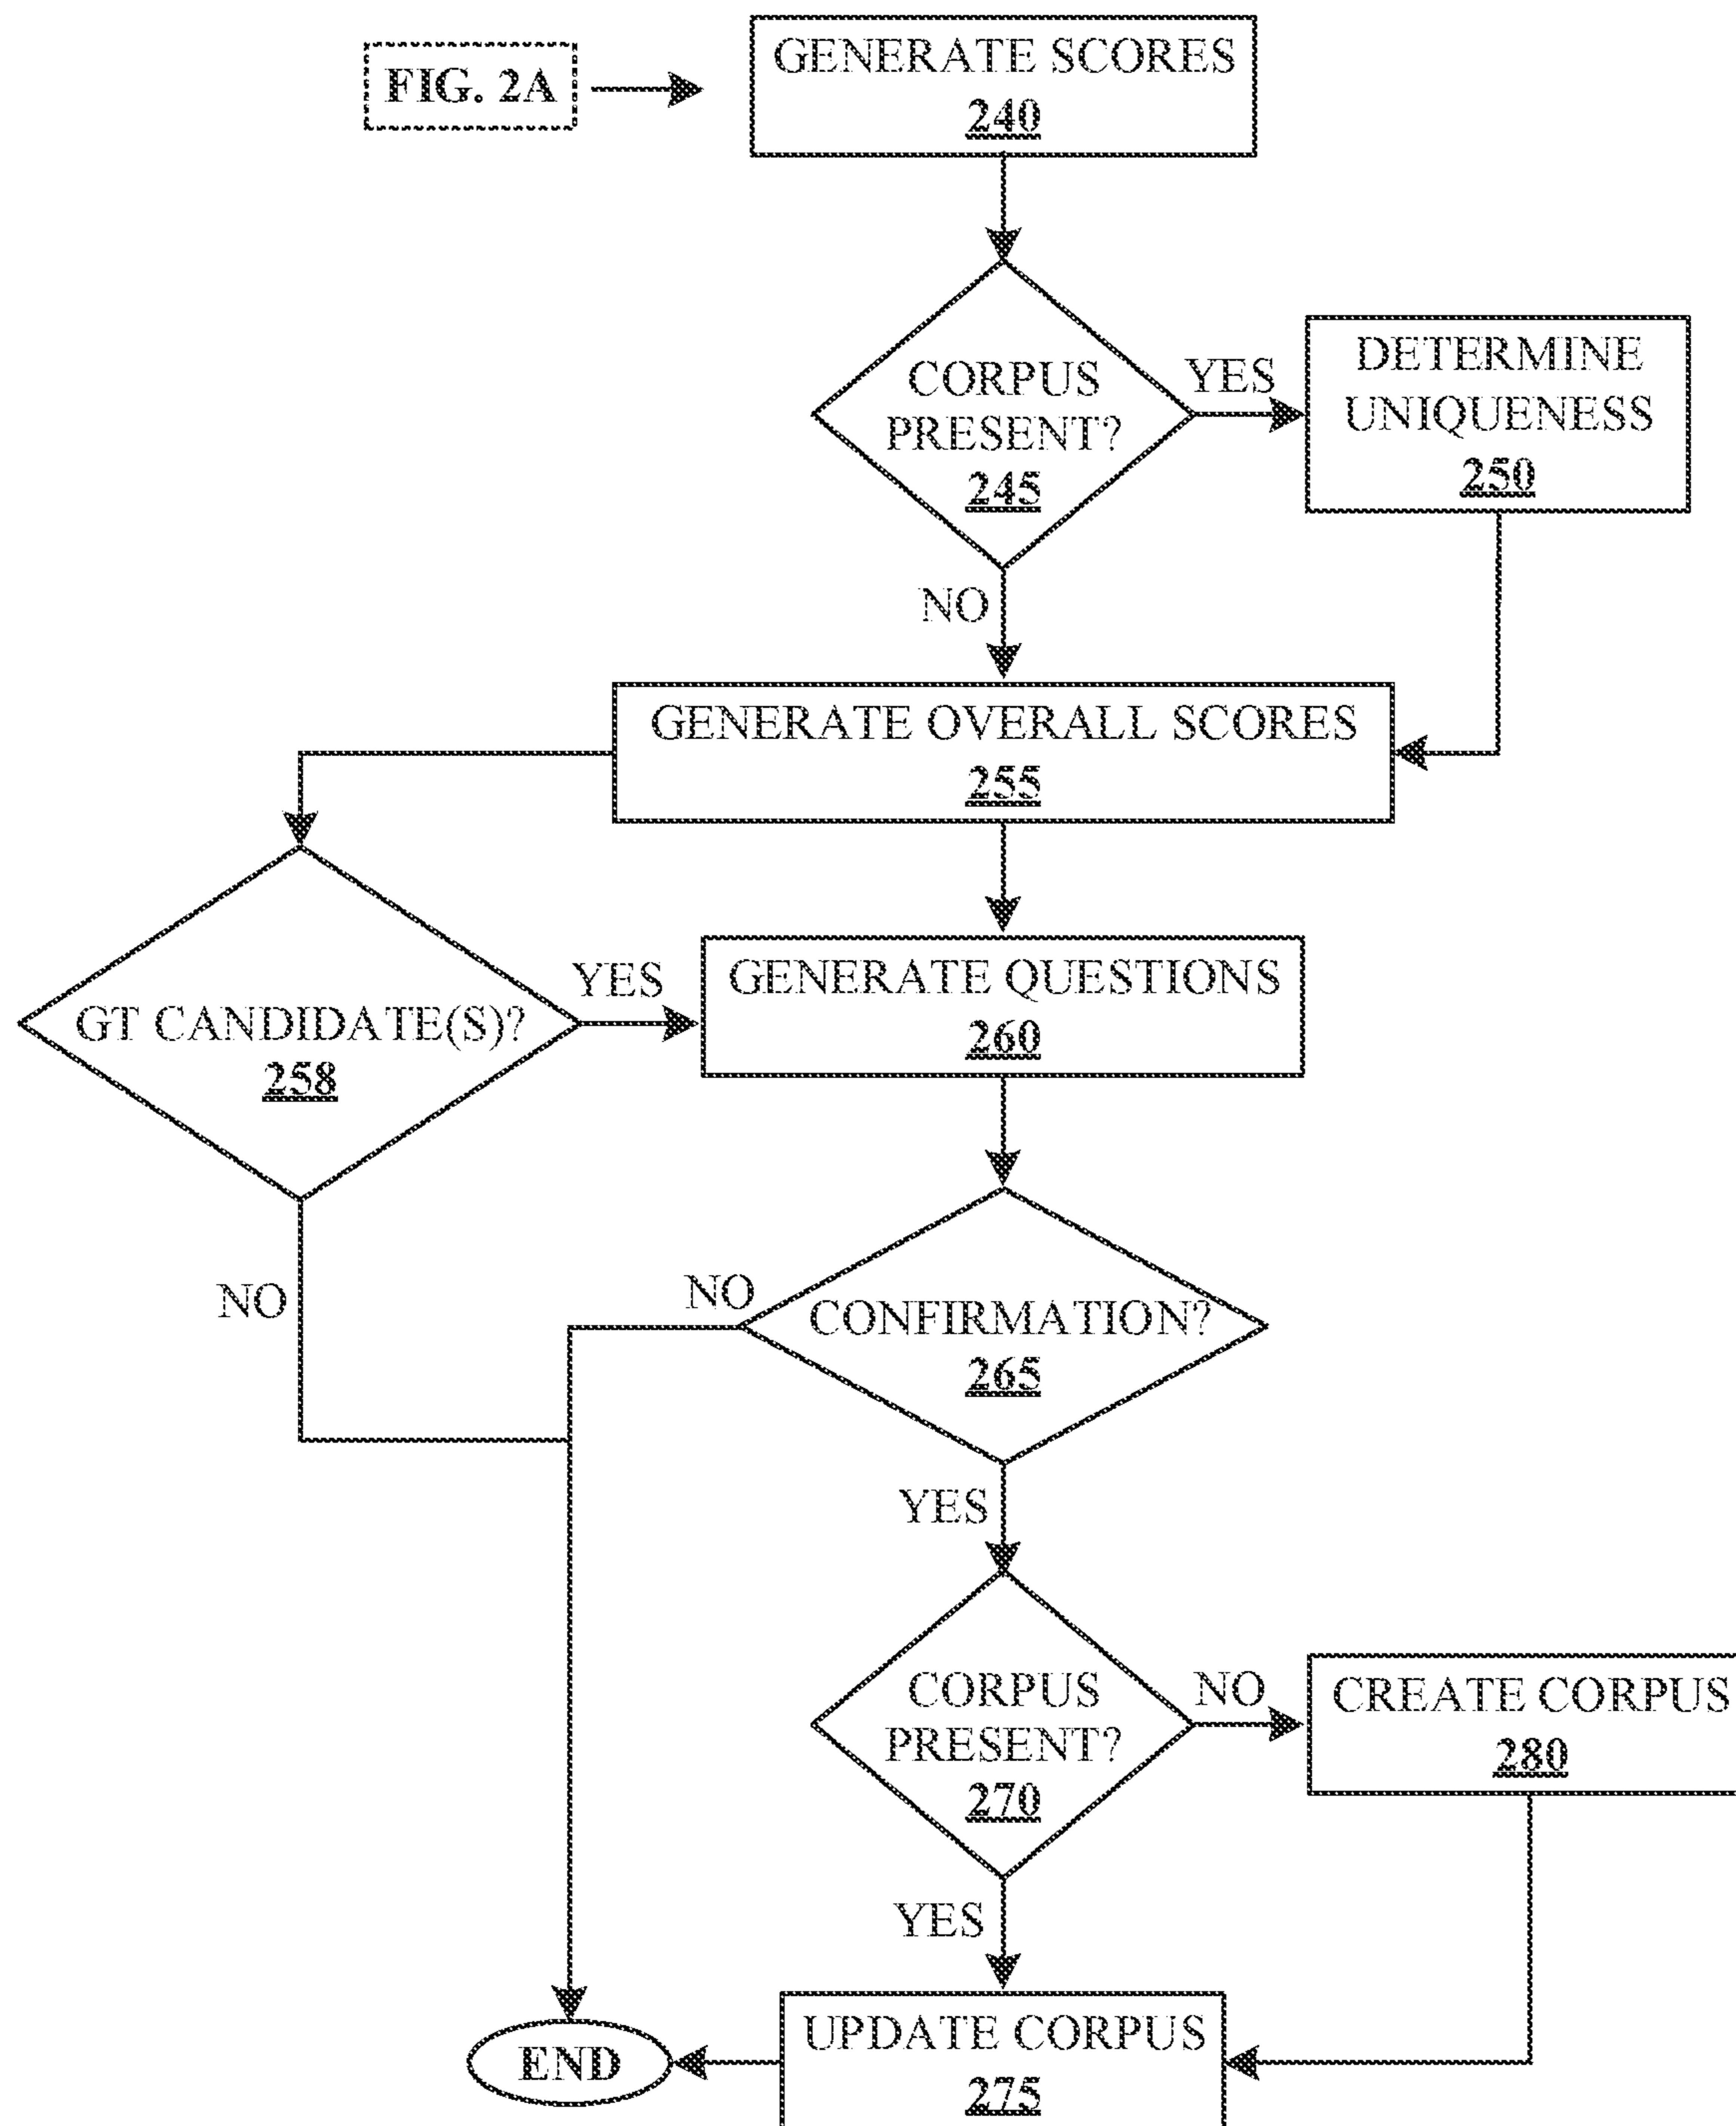 FIG. 2A
GENERATE SCORES
240
CORPUS
PRESENT?
245
YES
DETERMINE
UNIQUENESS
250
NO
GENERATE OVERALL SCORES
255
GT CANDIDATE(S)?
258
YES
GENERATE QUESTIONS
260
NO
NO
CONFIRMATION?
265
YES
CORPUS
PRESENT?
270
NO
CREATE CORPUS
280
YES
UPDATE CORPUS
275
END